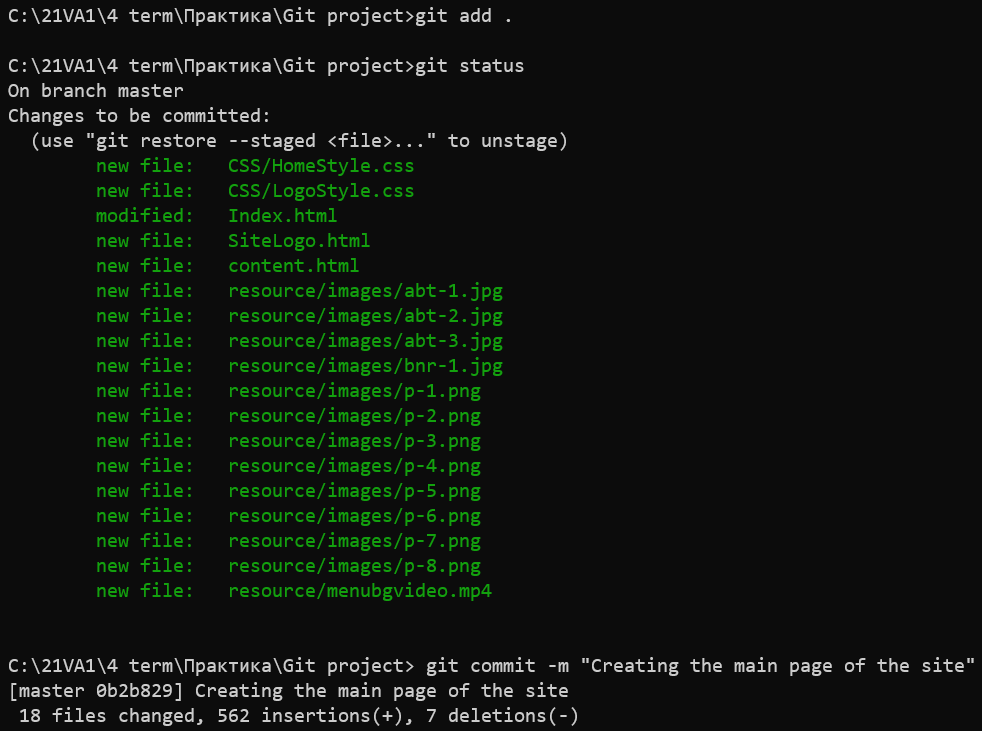 C:\21VA1\4 term\Практика\Git project>git add .
C:\21VA1\4 term\Практика\Git project>git status
On branch master
Changes to be committed:
  (use "git restore --staged <file>..." to unstage)
        new file:   CSS/HomeStyle.css
        new file:   CSS/LogoStyle.css
        modified:   Index.html
        new file:   SiteLogo.html
        new file:   content.html
        new file:   resource/images/abt-1.jpg
        new file:   resource/images/abt-2.jpg
        new file:   resource/images/abt-3.jpg
        new file:   resource/images/bnr-1.jpg
        new file:   resource/images/p-1.png
        new file:   resource/images/p-2.png
        new file:   resource/images/p-3.png
        new file:   resource/images/p-4.png
        new file:   resource/images/p-5.png
        new file:   resource/images/p-6.png
        new file:   resource/images/p-7.png
        new file:   resource/images/p-8.png
        new file:   resource/menubgvideo.mp4
C:\21VA1\4 term\Практика\Git project> git commit -m "Creating the main page of the site"
[master 0b2b829] Creating the main page of the site
 18 files changed, 562 insertions(+), 7 deletions(-)